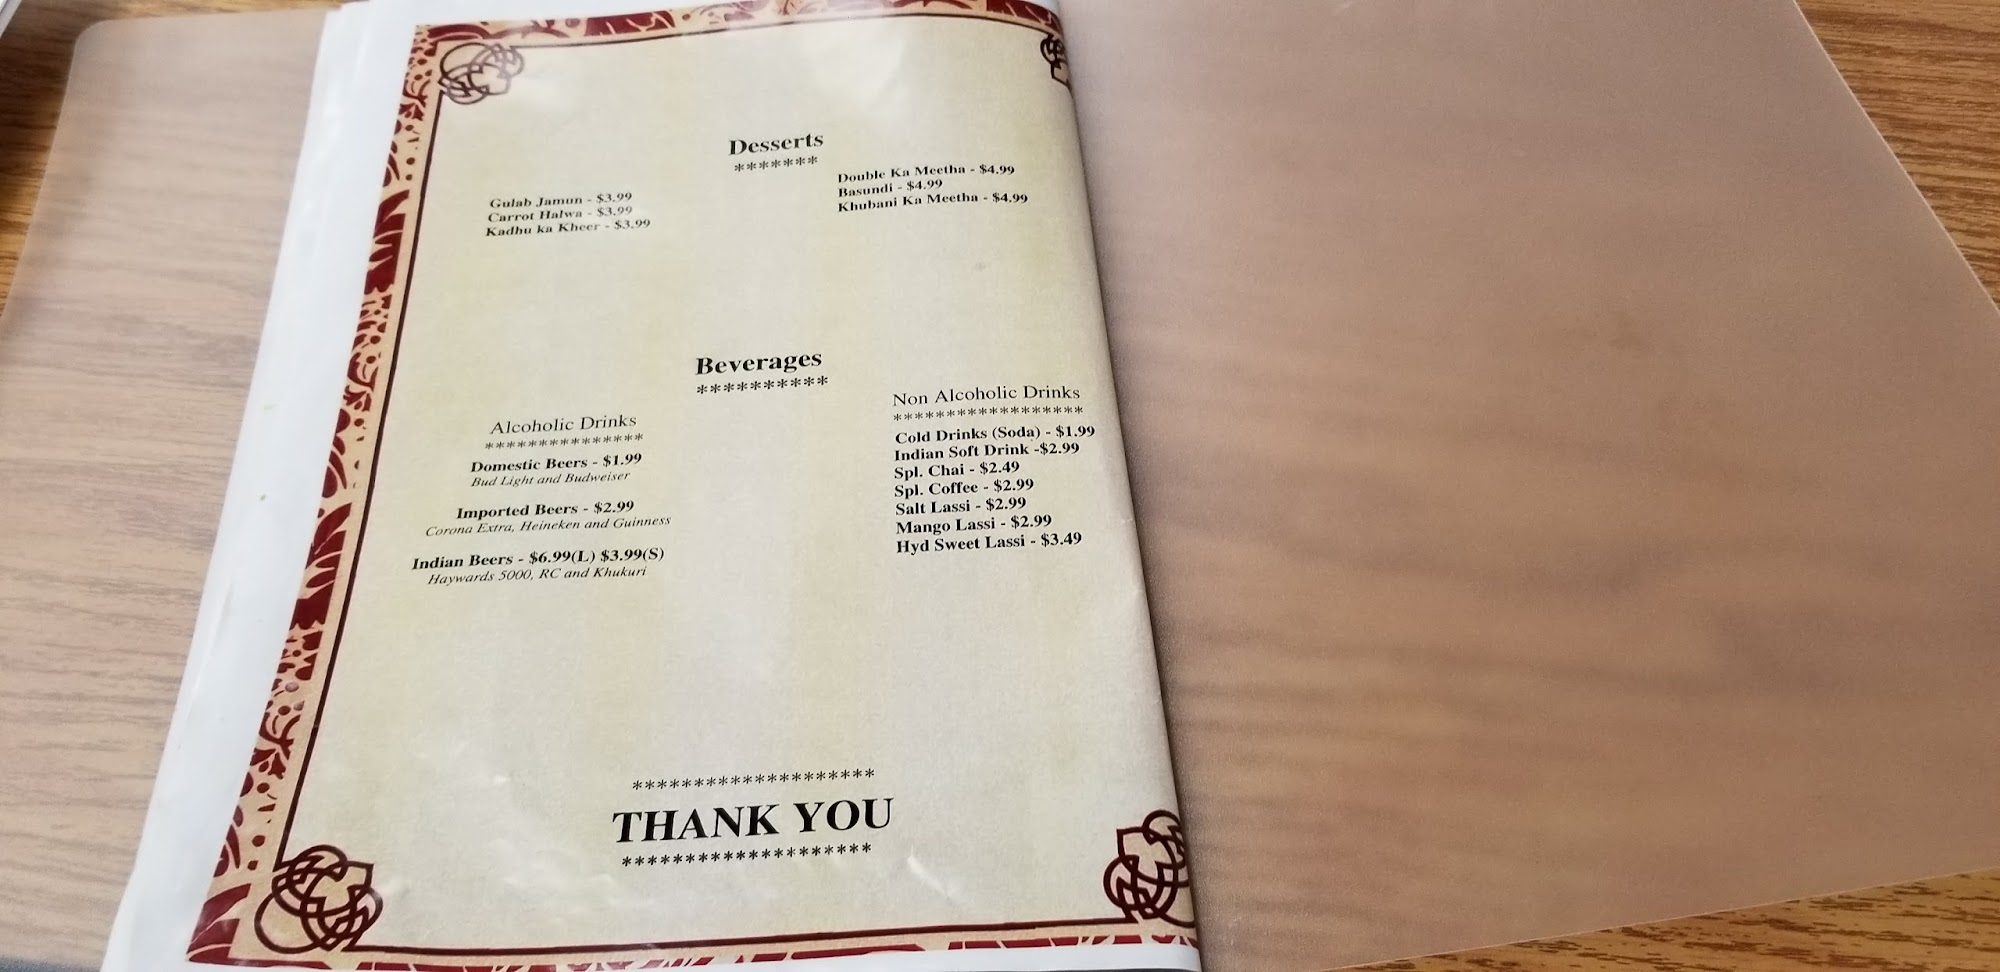 Desserts
*******
Gulab Jamun - $3.99
Carrot Halwa - $3.99
Kadhu ka Kheer - $3.99
Double Ka Meetha - $4.99
Basundi - $4.99
Khubani Ka Meetha - $4.99
Beverages
**********
Alcoholic Drinks
***************
Domestic Beers - $1.99
Bud Light and Budweiser
Imported Beers - $2.99
Corona Extra, Heineken and Guinness
Indian Beers - $6.99(L) $3.99(S)
Haywards 5000, RC and Khukuri
Non Alcoholic Drinks
******************
Cold Drinks (Soda) - $1.99
Indian Soft Drink -$2.99
Spl. Chai - $2.49
Spl. Coffee - $2.99
Salt Lassi - $2.99
Mango Lassi - $2.99
Hyd Sweet Lassi - $3.49
********************
THANK YOU
********************